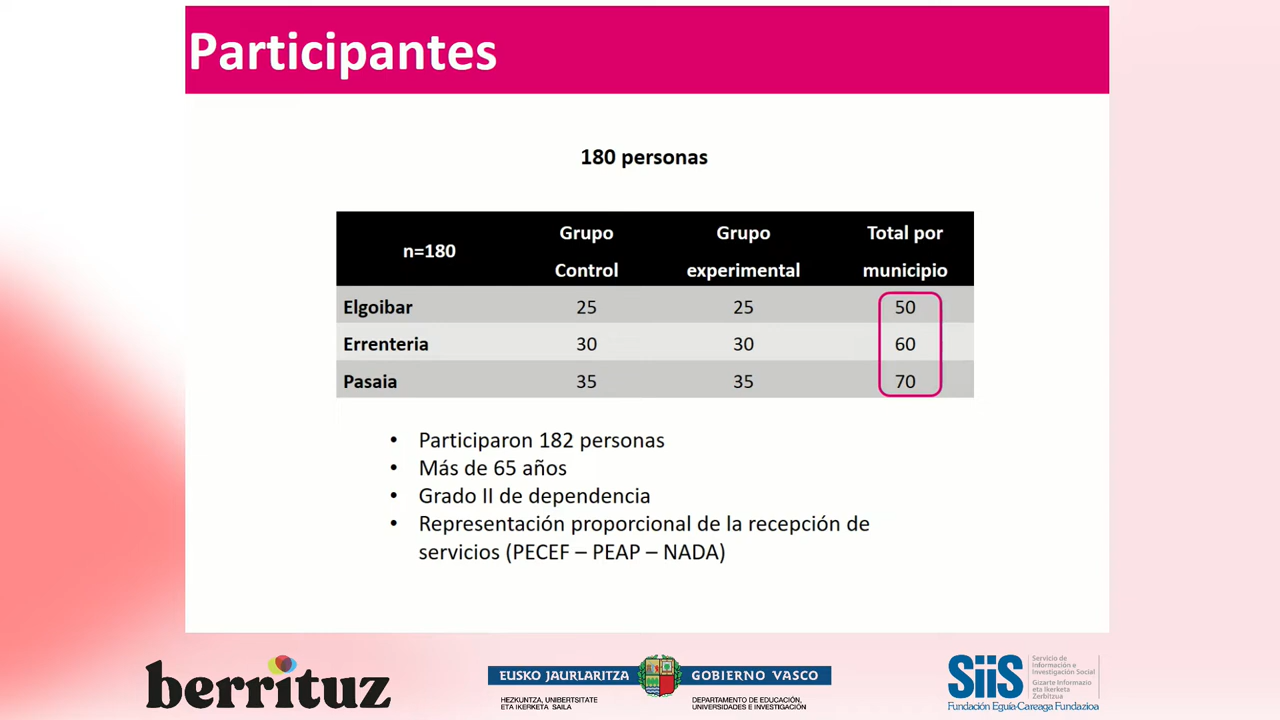 Participantes
180 personas
n=180
Grupo Control
Grupo experimental
Total por municipio
Elgoibar 25 25 50
Errenteria 30 30 60
Pasaia 35 35 70
• Participaron 182 personas
• Más de 65 años
• Grado II de dependencia
• Representación proporcional de la recepción de
servicios (PECEF – PEAP – NADA)
berrituz
EUSKO JAURLARITZA
GOBIERNO VASCO
HEZKUNTZA, UNIBERTSITATE
ETA IKERKETA SAILA
DEPARTAMENTO DE EDUCACIÓN,
UNIVERSIDADES E INVESTIGACIÓN
SiiS
Servicio de
Información e
Investigación Social
Gizarte Informazio
eta Ikerketa
Zerbitzua
Fundación Eguía-Careaga Fundazioa